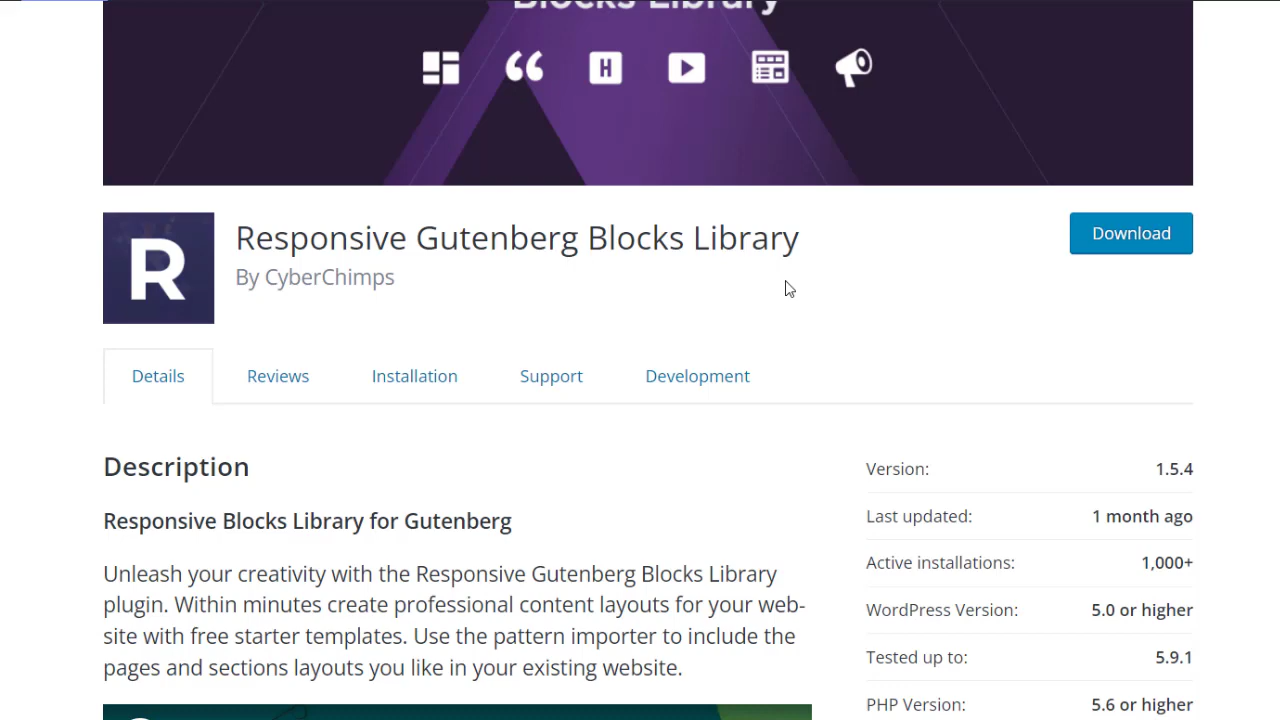 Blocks Library
H
Responsive Gutenberg Blocks Library
Download
R
By CyberChimps
Details Reviews Installation Support Development
Description
Responsive Blocks Library for Gutenberg
Unleash your creativity with the Responsive Gutenberg Blocks Library
plugin. Within minutes create professional content layouts for your web-
site with free starter templates. Use the pattern importer to include the
pages and sections layouts you like in your existing website.
Version: 1.5.4
Last updated: 1 month ago
Active installations: 1,000+
WordPress Version: 5.0 or higher
Tested up to: 5.9.1
PHP Version: 5.6 or higher